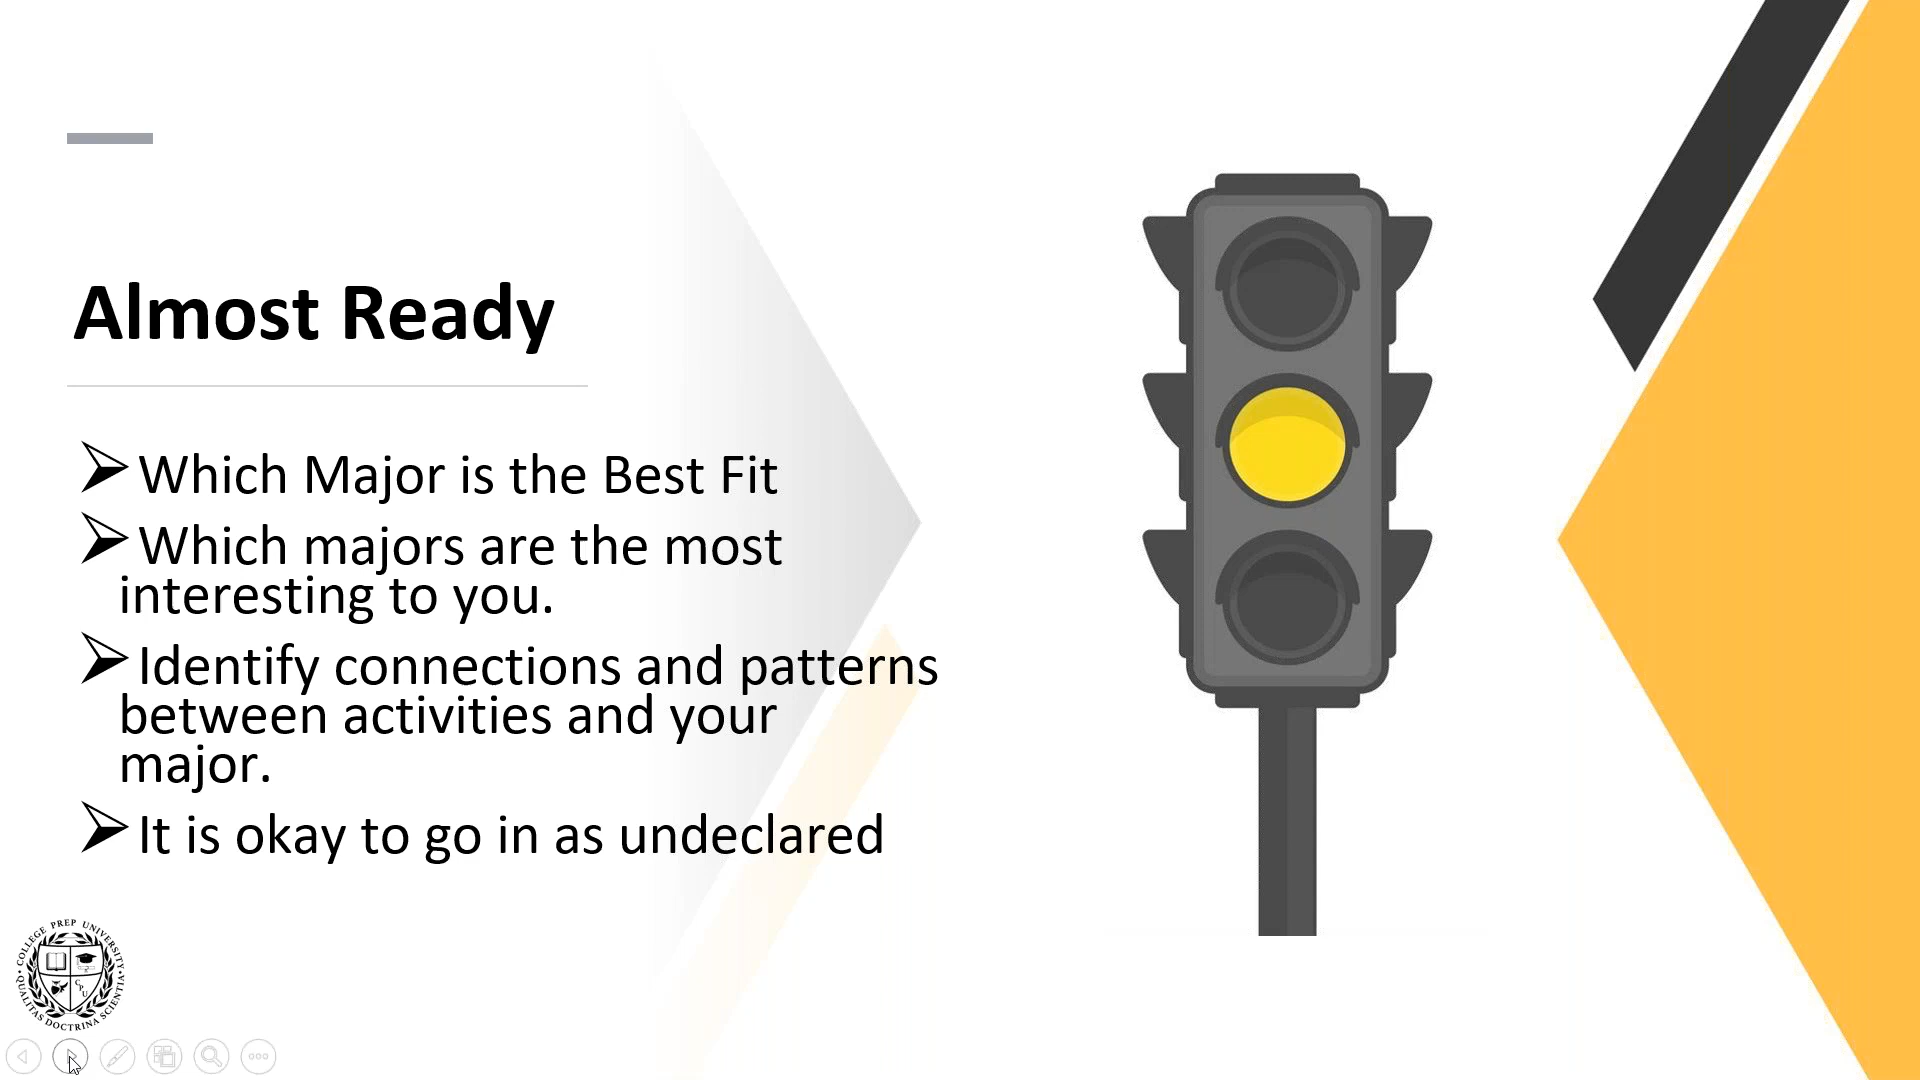 Almost Ready
Which Major is the Best Fit
Which majors are the most
interesting to you.
Identify connections and patterns
between activities and your
major.
It is okay to go in as undeclared
COLLEGE PREP UNIVERSITY
QUALITAS DOCTRINA SCIENTIA
CPU